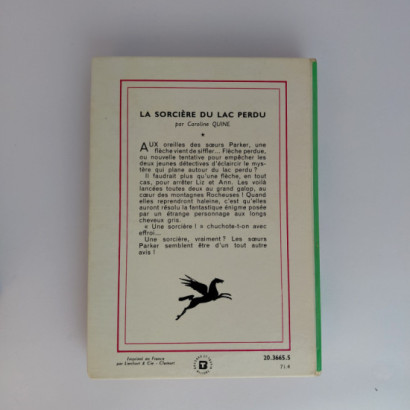 LA SORCIÈRE DU LAC PERDU
par Caroline QUINE
★
AUX oreilles des sœurs Parker, une
flèche vient de siffler... Flèche perdue,
ou nouvelle tentative pour empêcher les
deux jeunes détectives d'éclaircir le mys-
tère qui plane autour du lac perdu ?
Il faudrait plus qu'une flèche, en tout
cas, pour arrêter Liz et Ann. Les voilà
lancées toutes deux au grand galop, au
cœur des montagnes Rocheuses ! Quand
elles reprendront haleine, c'est qu'elles
auront résolu la fantastique énigme posée
par un étrange personnage aux longs
cheveux gris.
« Une sorcière ! » chuchote-t-on avec
effroi...
Une sorcière, vraiment ? Les sœurs
Parker semblent être d'un tout autre
avis !
Imprimé en France
par Lienhart & Cie - Clamart
T
20.3665.5
71.4